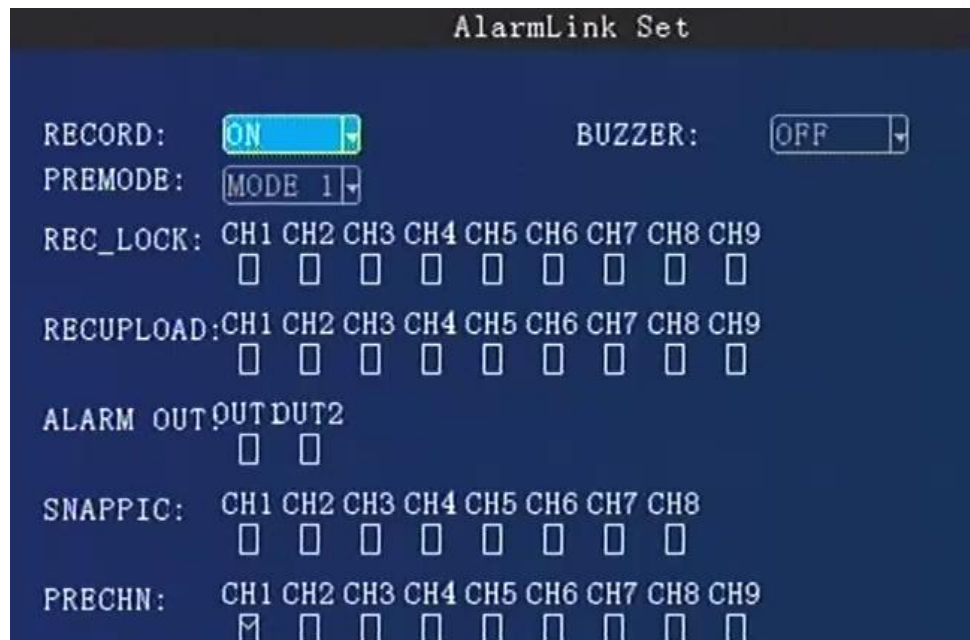 AlarmLink Set
RECORD: ON BUZZER: OFF
PREMODE: MODE 1
REC_LOCK: CH1 CH2 CH3 CH4 CH5 CH6 CH7 CH8 CH9
RECUPLOAD: CH1 CH2 CH3 CH4 CH5 CH6 CH7 CH8 CH9
ALARM OUT: OUT1 OUT2
SNAPPIC: CH1 CH2 CH3 CH4 CH5 CH6 CH7 CH8
PRECHN: CH1 CH2 CH3 CH4 CH5 CH6 CH7 CH8 CH9